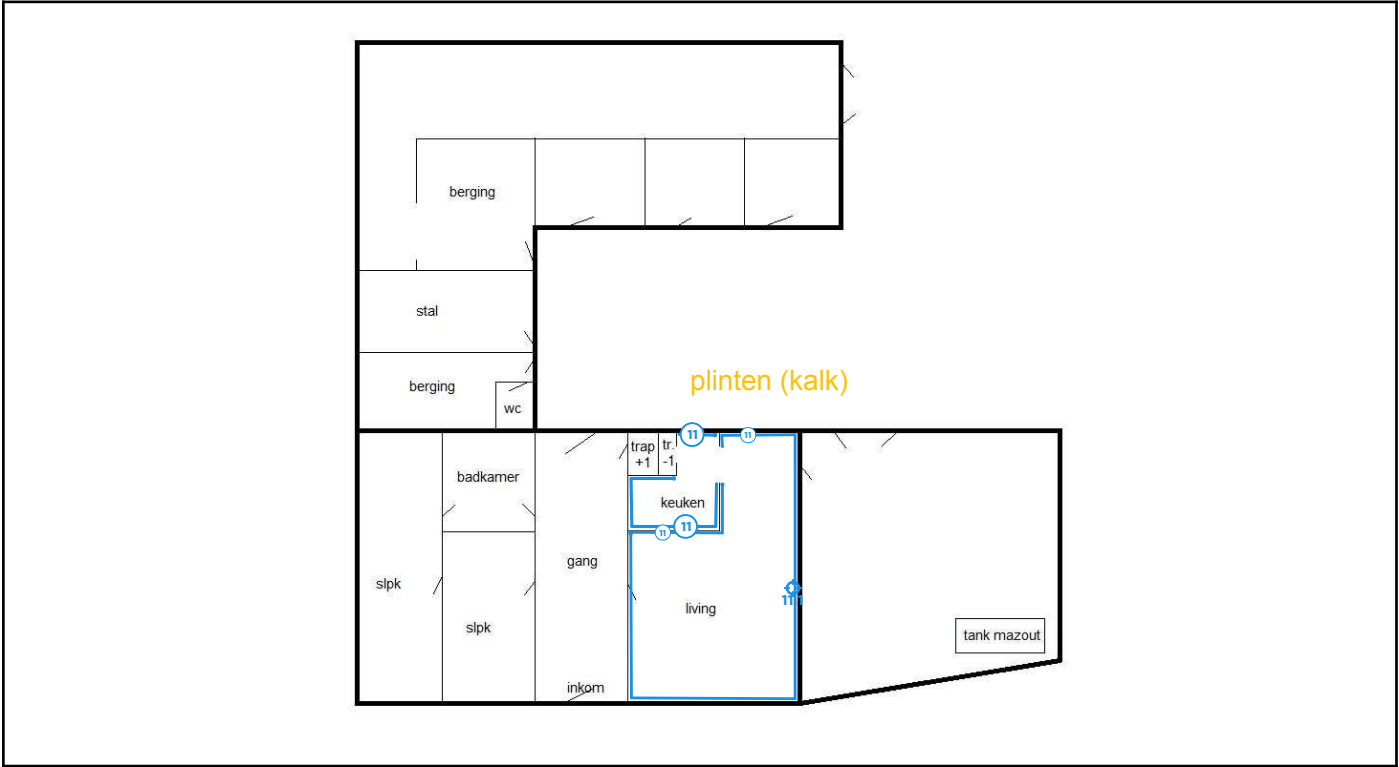 berging
stal
berging
wc
plinten (kalk)
11
11
trap
+1
tr.
-1
badkamer
keuken
11
11
gang
slpk
living
slpk
tank mazout
inkom